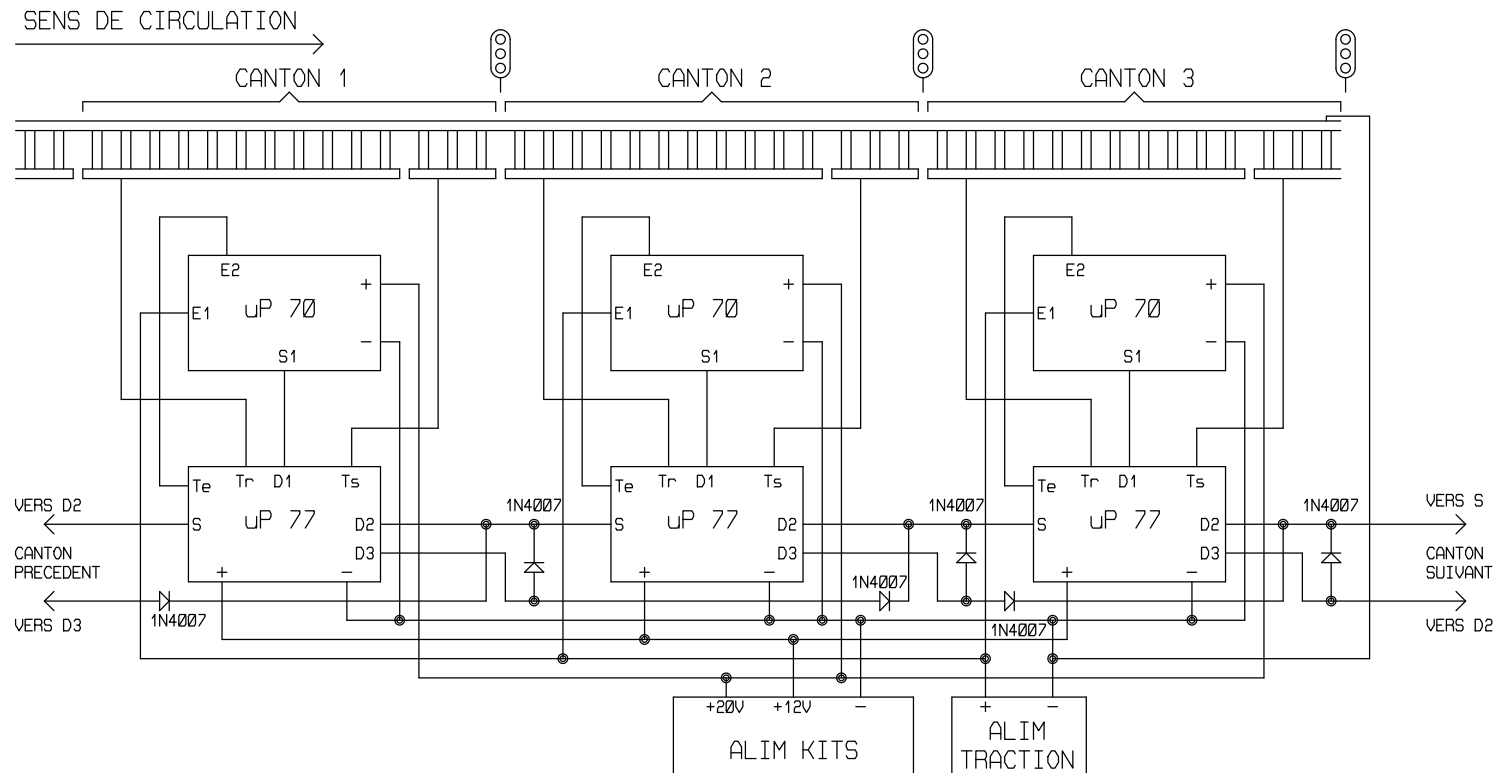 SENS DE CIRCULATION
CANTON 1
CANTON 2
CANTON 3
E2
+
E1
uP 70
-
S1
E2
+
E1
uP 70
-
S1
E2
+
E1
uP 70
-
S1
Te
Tr
D1
Ts
S
uP 77
D2
D3
+
-
Te
Tr
D1
Ts
S
uP 77
D2
D3
+
-
Te
Tr
D1
Ts
S
uP 77
D2
D3
+
-
VERS D2
CANTON
PRECEDENT
VERS D3
1N4007
1N4007
1N4007
1N4007
1N4007
1N4007
VERS S
CANTON
SUIVANT
VERS D2
+20V
+12V
-
ALIM KITS
+
-
ALIM
TRACTION